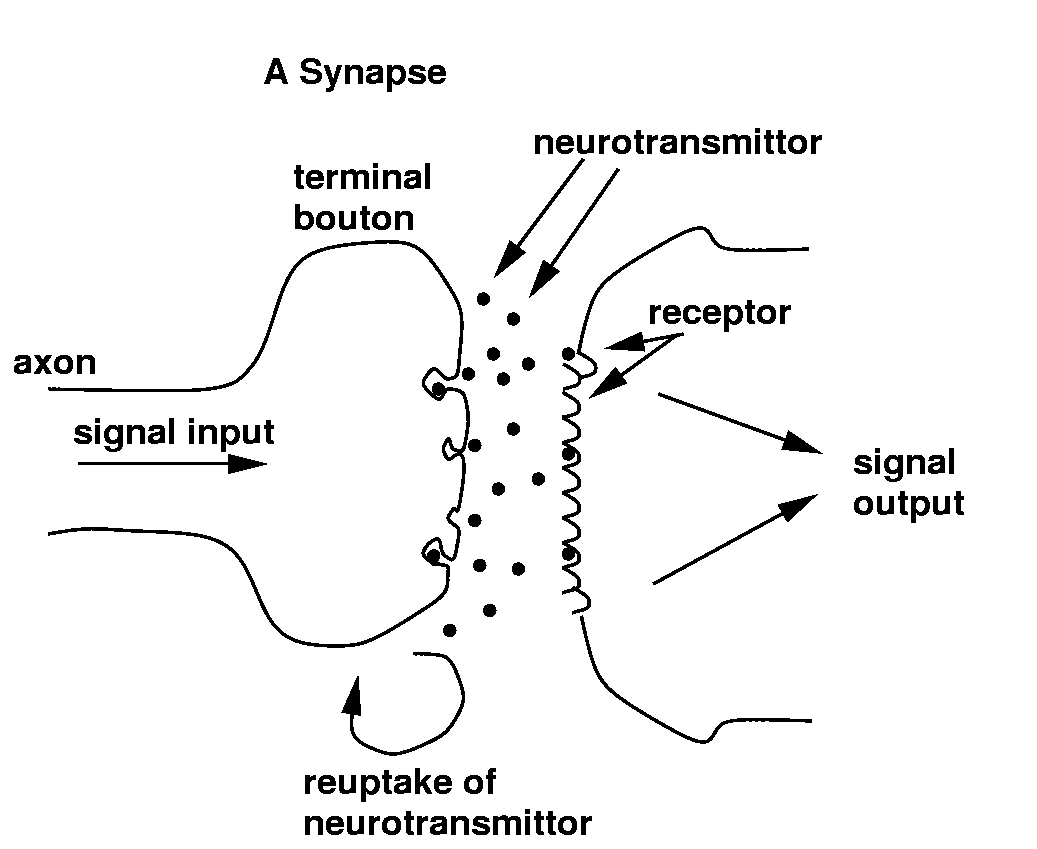 A Synapse
neurotransmittor
terminal
bouton
receptor
axon
signal input
signal
output
reuptake of
neurotransmittor